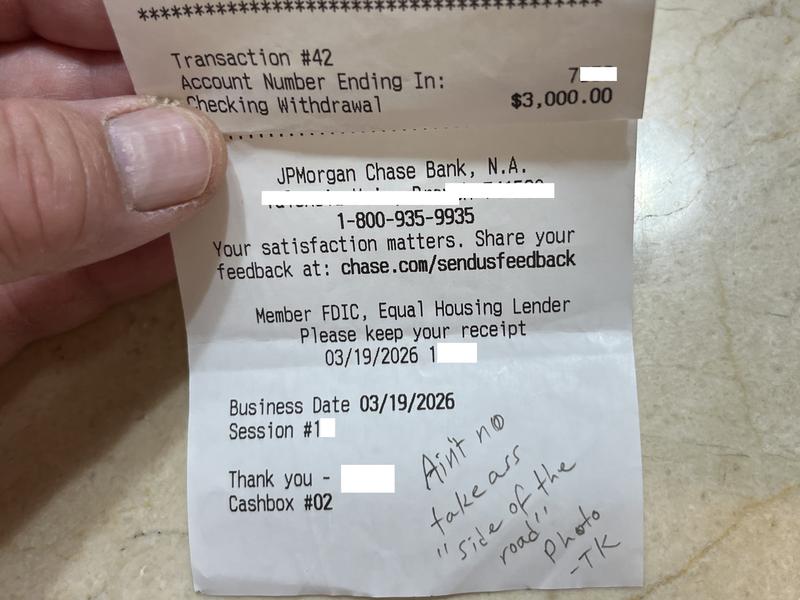 ************************************************
Transaction #42
Account Number Ending In: 7
Checking Withdrawal $3,000.00
JPMorgan Chase Bank, N.A.
1-800-935-9935
Your satisfaction matters. Share your
feedback at: chase.com/sendusfeedback
Member FDIC, Equal Housing Lender
Please keep your receipt
03/19/2026 1
Business Date 03/19/2026
Session #1
Thank you -
Cashbox #02
Ain't no
take ass
"side of the
road"
Photo
-TK